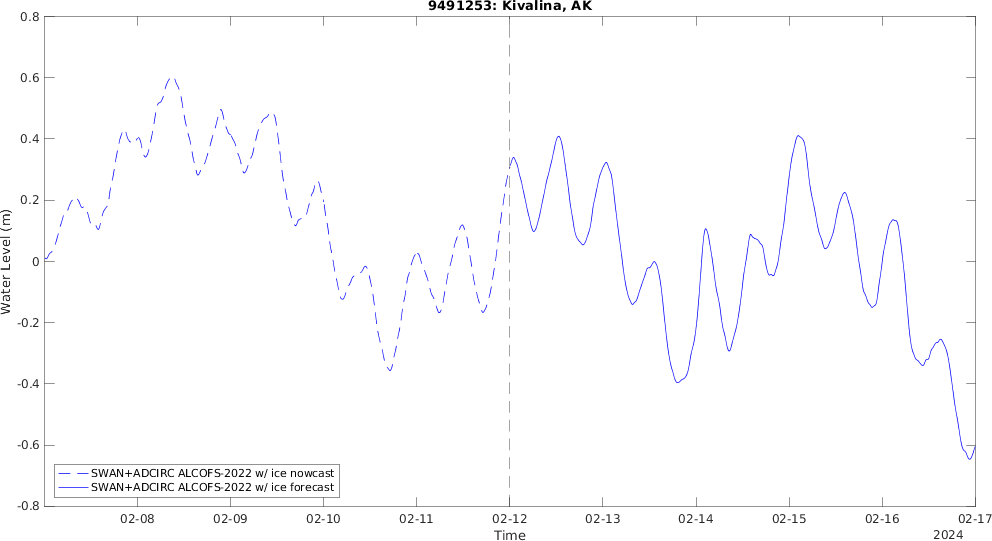 9491253: Kivalina, AK
0.8
0.6
0.4
0.2
0
-0.2
-0.4
-0.6
-0.8
Water Level (m)
SWAN+ADCIRC ALCOFS-2022 w/ ice nowcast
SWAN+ADCIRC ALCOFS-2022 w/ ice forecast
02-08 02-09 02-10 02-11 02-12 02-13 02-14 02-15 02-16 02-17
Time
2024